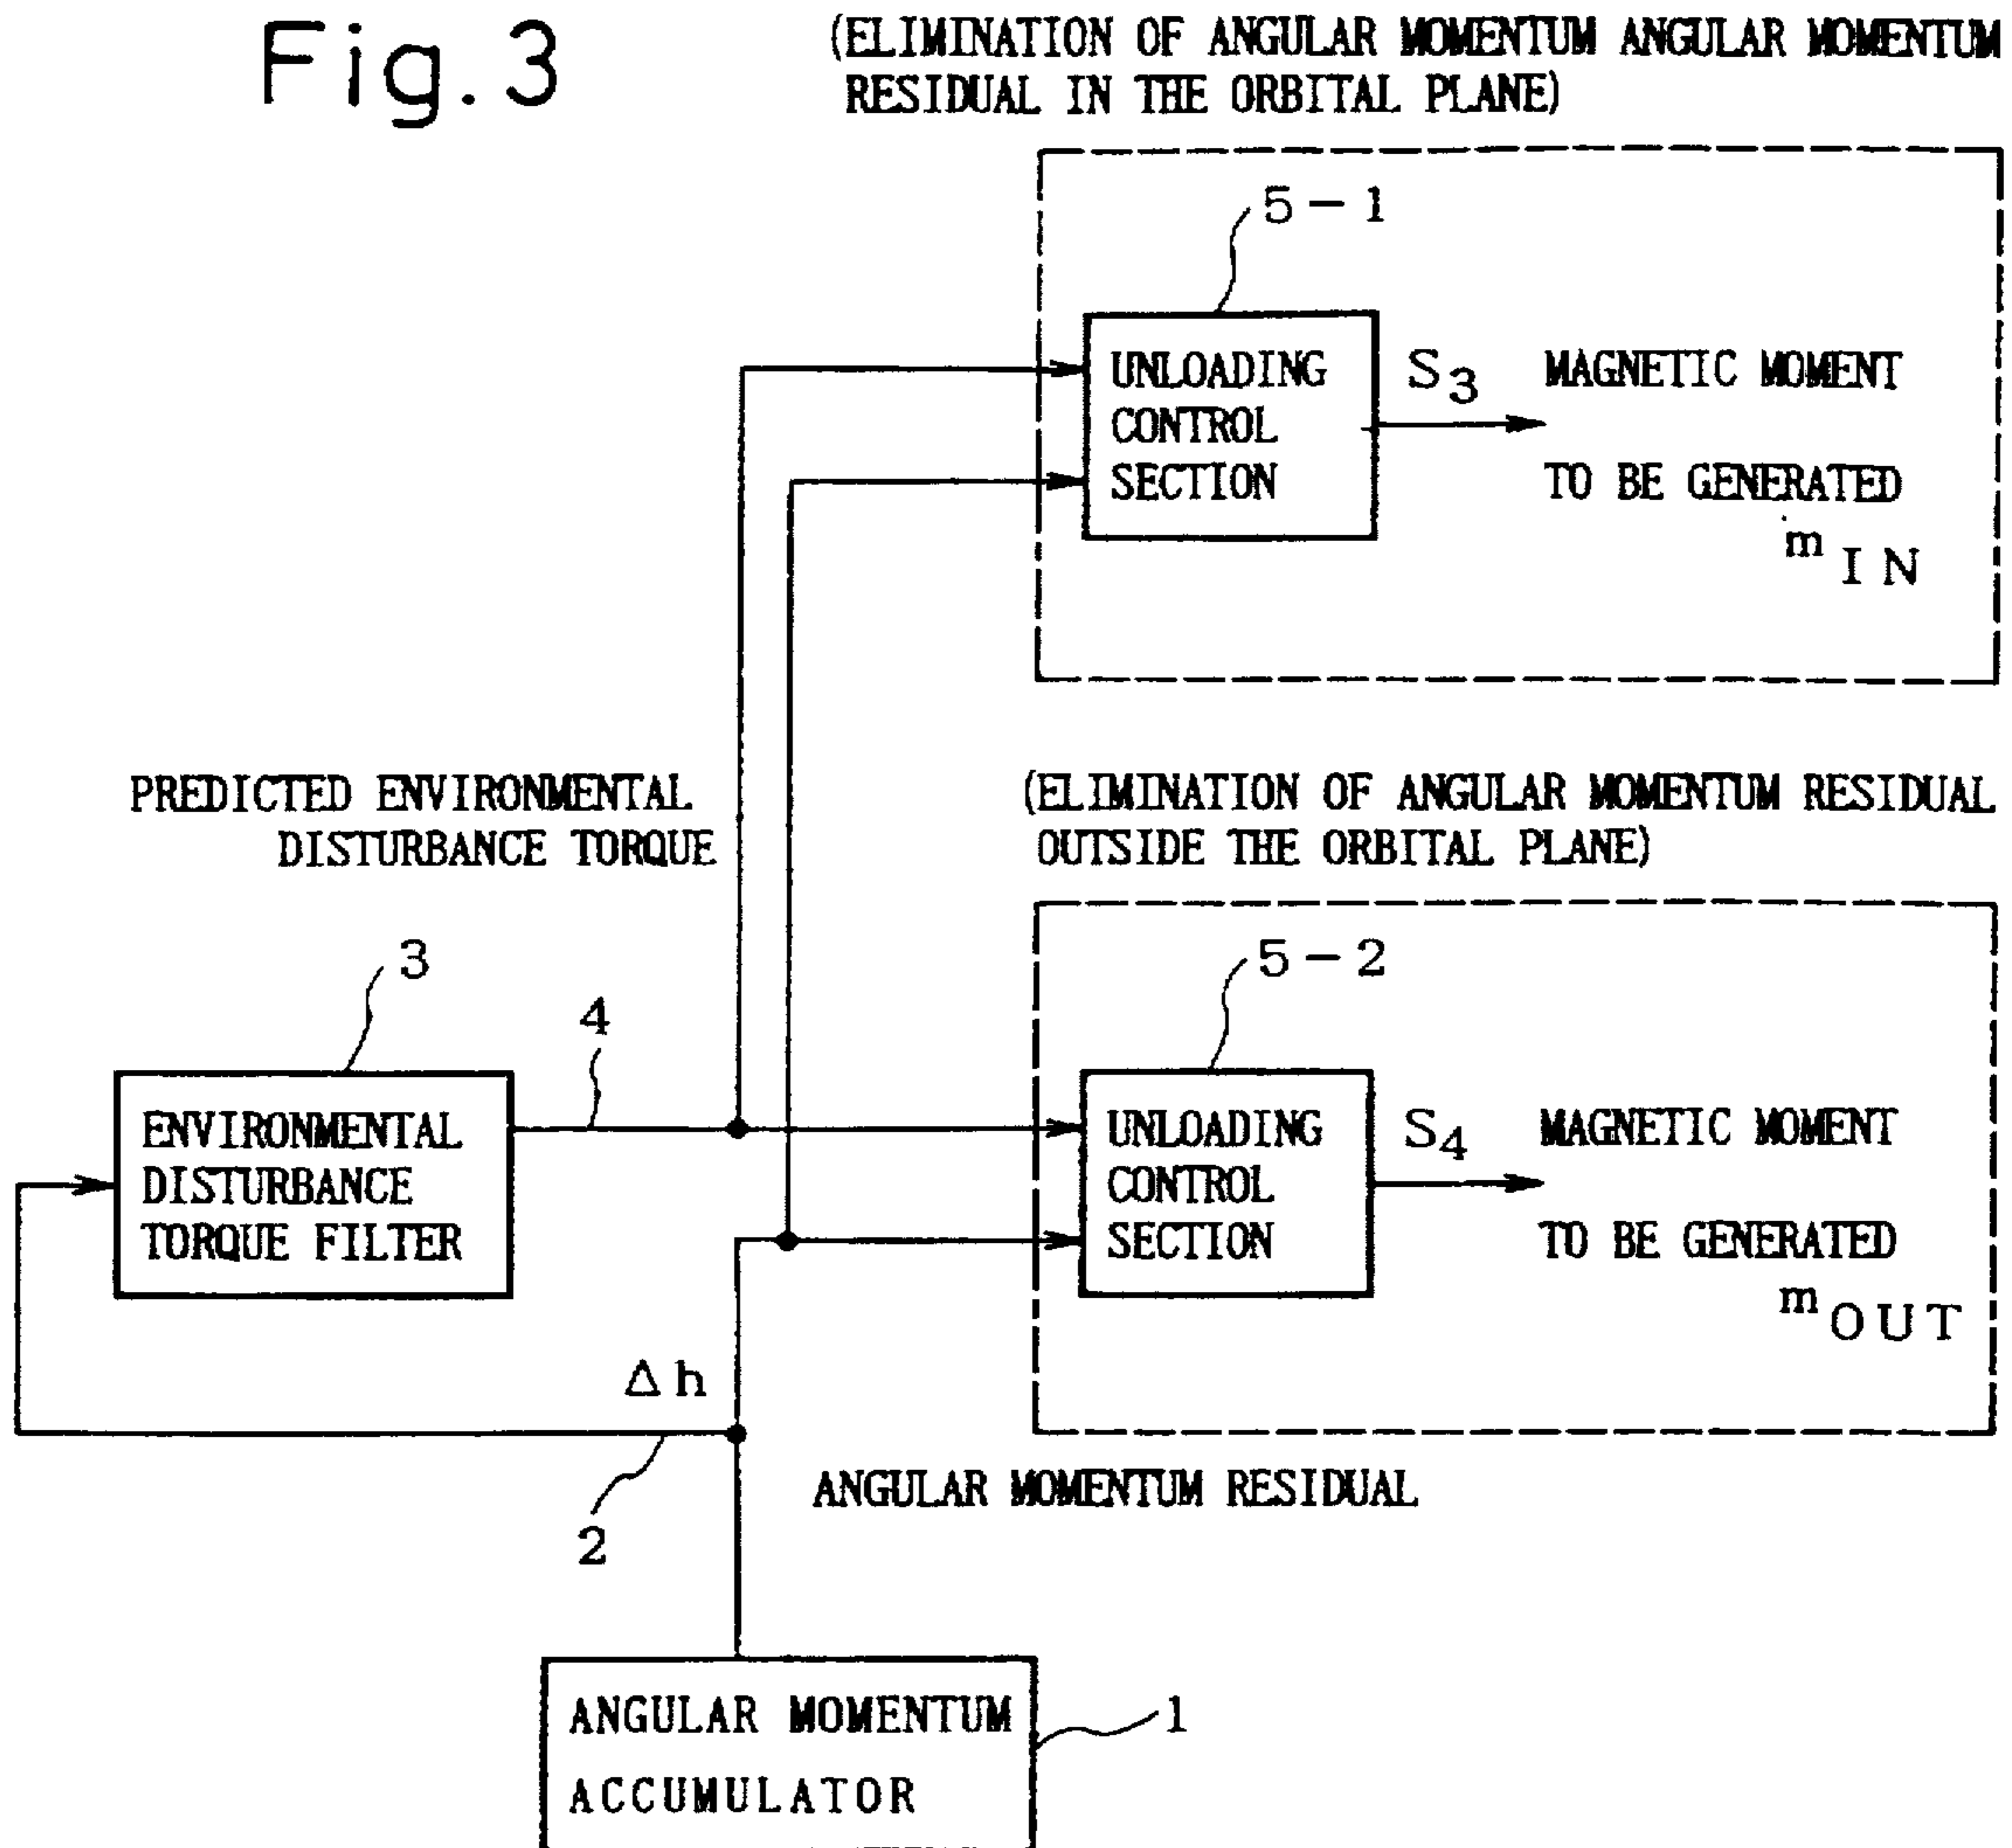 Fig. 3
(ELIMINATION OF ANGULAR MOMENTUM ANGULAR MOMENTUM
RESIDUAL IN THE ORBITAL PLANE)
5-1
UNLOADING
CONTROL
SECTION
S3
MAGNETIC MOMENT
TO BE GENERATED
m IN
PREDICTED ENVIRONMENTAL
DISTURBANCE TORQUE
(ELIMINATION OF ANGULAR MOMENTUM RESIDUAL
OUTSIDE THE ORBITAL PLANE)
3
4
5-2
ENVIRONMENTAL
DISTURBANCE
TORQUE FILTER
UNLOADING
CONTROL
SECTION
S4
MAGNETIC MOMENT
TO BE GENERATED
m OUT
Δh
2
ANGULAR MOMENTUM RESIDUAL
ANGULAR MOMENTUM
ACCUMULATOR
1